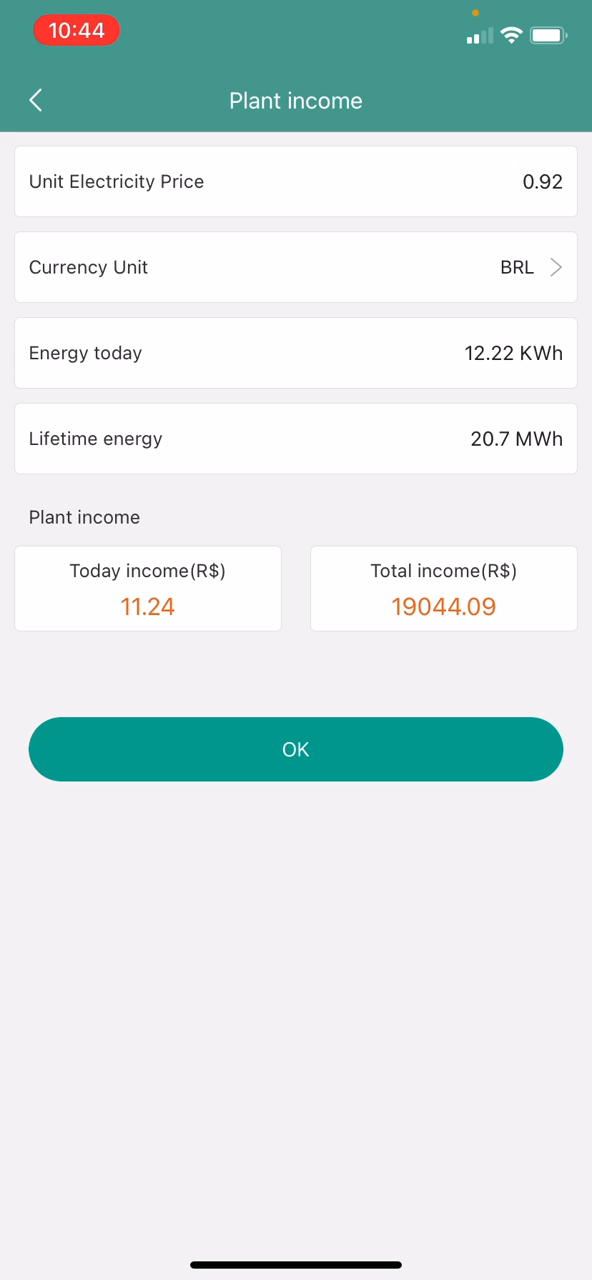 10:44
Plant income
Unit Electricity Price 0.92
Currency Unit BRL
Energy today 12.22 KWh
Lifetime energy 20.7 MWh
Plant income
Today income(R$) Total income(R$)
11.24 19044.09
OK